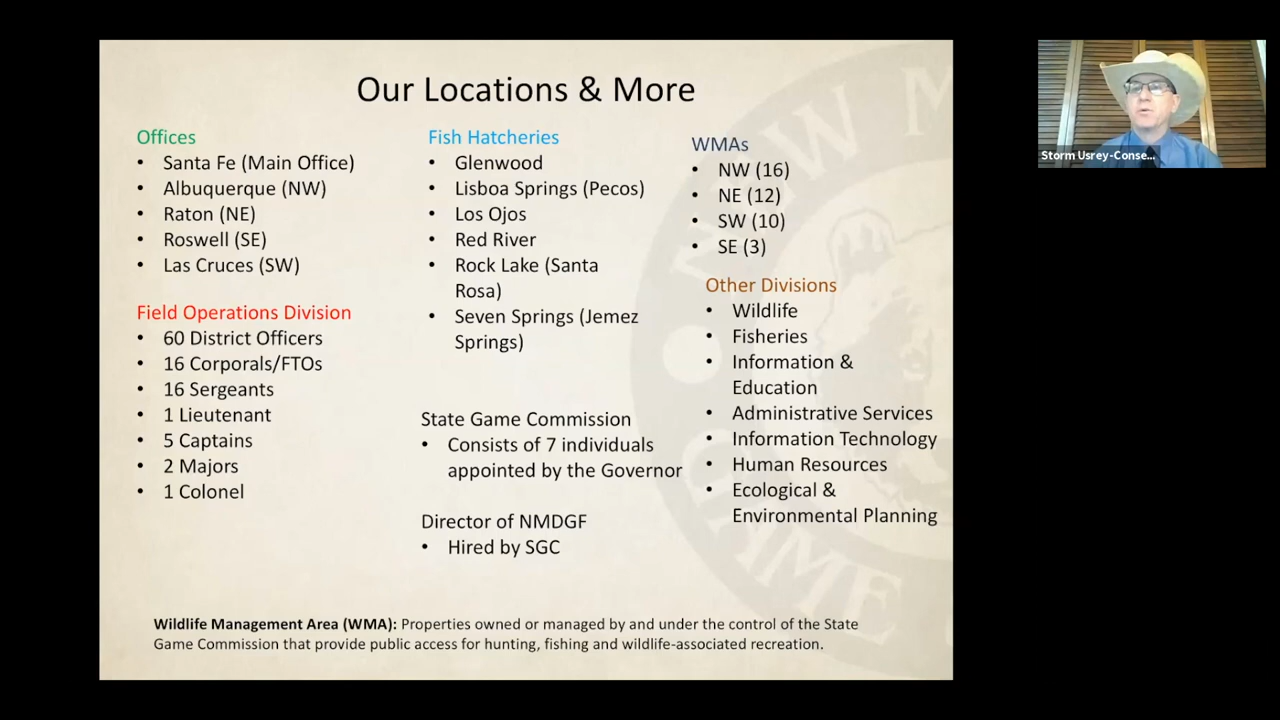 Our Locations & More
Offices
• Santa Fe (Main Office)
• Albuquerque (NW)
• Raton (NE)
• Roswell (SE)
• Las Cruces (SW)
Field Operations Division
• 60 District Officers
• 16 Corporals/FTOs
• 16 Sergeants
• 1 Lieutenant
• 5 Captains
• 2 Majors
• 1 Colonel
Fish Hatcheries
• Glenwood
• Lisboa Springs (Pecos)
• Los Ojos
• Red River
• Rock Lake (Santa
Rosa)
• Seven Springs (Jemez
Springs)
State Game Commission
• Consists of 7 individuals
appointed by the Governor
Director of NMDGF
• Hired by SGC
WMAs
• NW (16)
• NE (12)
• SW (10)
• SE (3)
Other Divisions
• Wildlife
• Fisheries
• Information &
Education
• Administrative Services
• Information Technology
• Human Resources
• Ecological &
Environmental Planning
Wildlife Management Area (WMA): Properties owned or managed by and under the control of the State
Game Commission that provide public access for hunting, fishing and wildlife-associated recreation.
Storm Usrey-Conse...